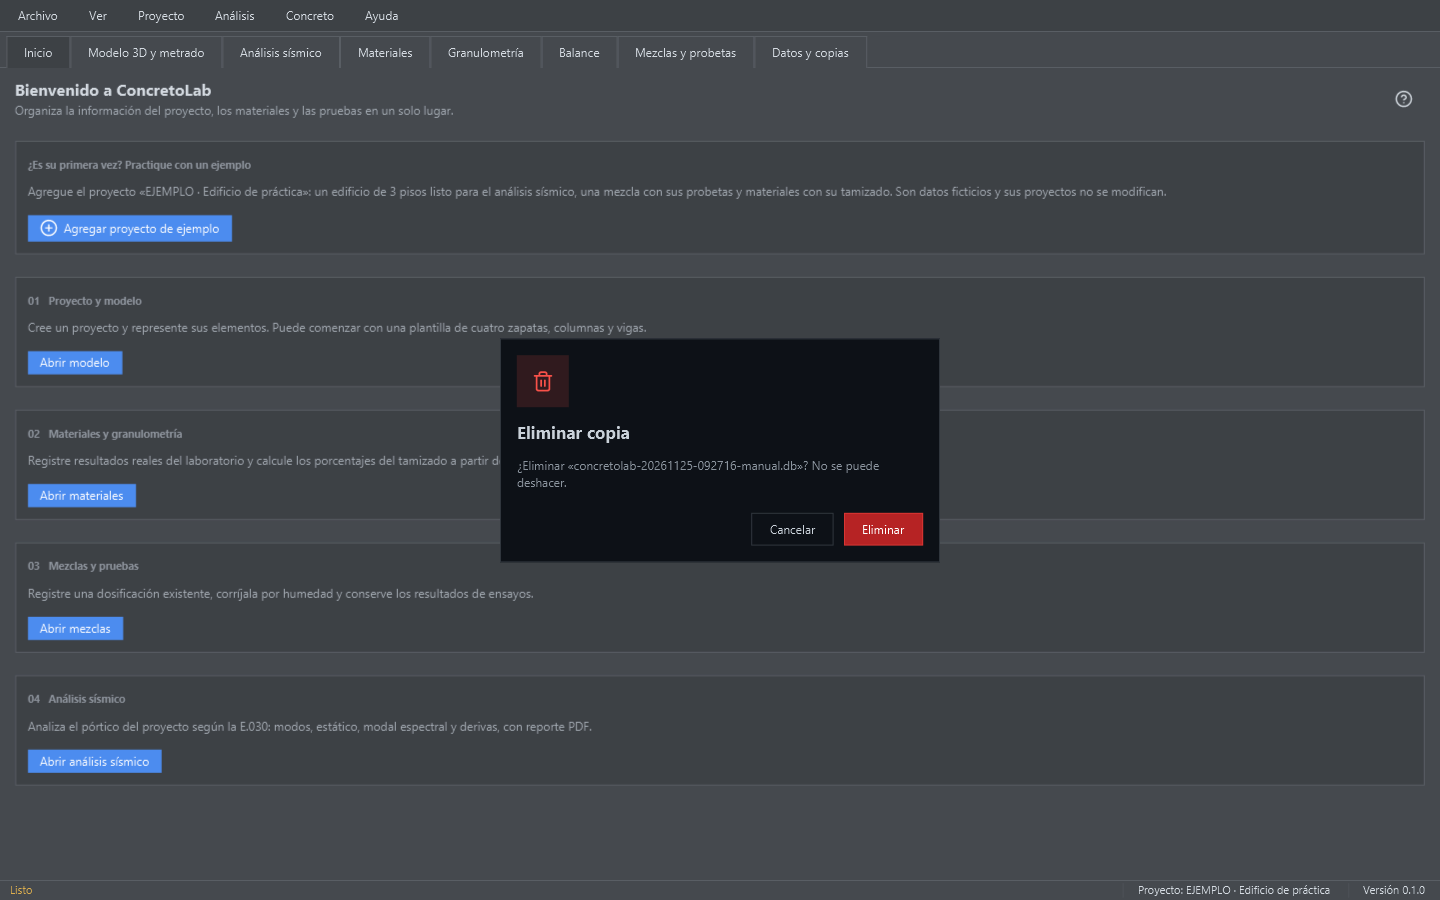 Archivo Ver Proyecto Análisis Concreto Ayuda
Inicio Modelo 3D y metrado Análisis sísmico Materiales Granulometría Balance Mezclas y probetas Datos y copias
Bienvenido a ConcretoLab
Organiza la información del proyecto, los materiales y las pruebas en un solo lugar.
¿Es su primera vez? Practique con un ejemplo
Agregue el proyecto «EJEMPLO · Edificio de práctica»: un edificio de 3 pisos listo para el análisis sísmico, una mezcla con sus probetas y materiales con su tamizado. Son datos ficticios y sus proyectos no se modifican.
Agregar proyecto de ejemplo
01 Proyecto y modelo
Cree un proyecto y represente sus elementos. Puede comenzar con una plantilla de cuatro zapatas, columnas y vigas.
Abrir modelo
02 Materiales y granulometría
Registre resultados reales del laboratorio y calcule los porcentajes del tamizado a partir
Abrir materiales
Eliminar copia
¿Eliminar «concretolab-20261125-092716-manual.db»? No se puede
deshacer.
Cancelar Eliminar
03 Mezclas y pruebas
Registre una dosificación existente, corríjala por humedad y conserve los resultados de ensayos.
Abrir mezclas
04 Análisis sísmico
Analiza el pórtico del proyecto según la E.030: modos, estático, modal espectral y derivas, con reporte PDF.
Abrir análisis sísmico
Listo Proyecto: EJEMPLO · Edificio de práctica Versión 0.1.0